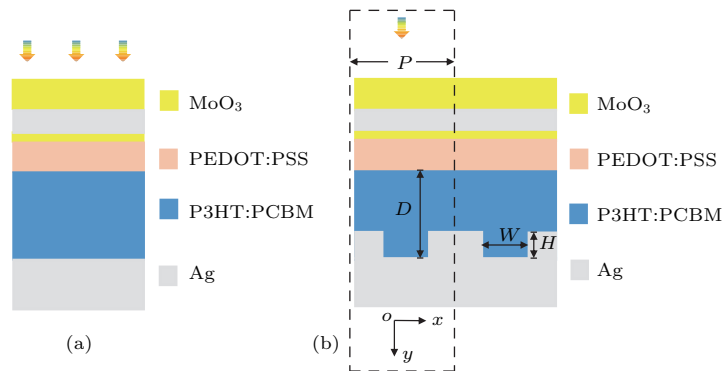 MoO₃
PEDOT:PSS
P3HT:PCBM
Ag
(a)
P
D
W
H
o
x
y
(b)
MoO₃
PEDOT:PSS
P3HT:PCBM
Ag